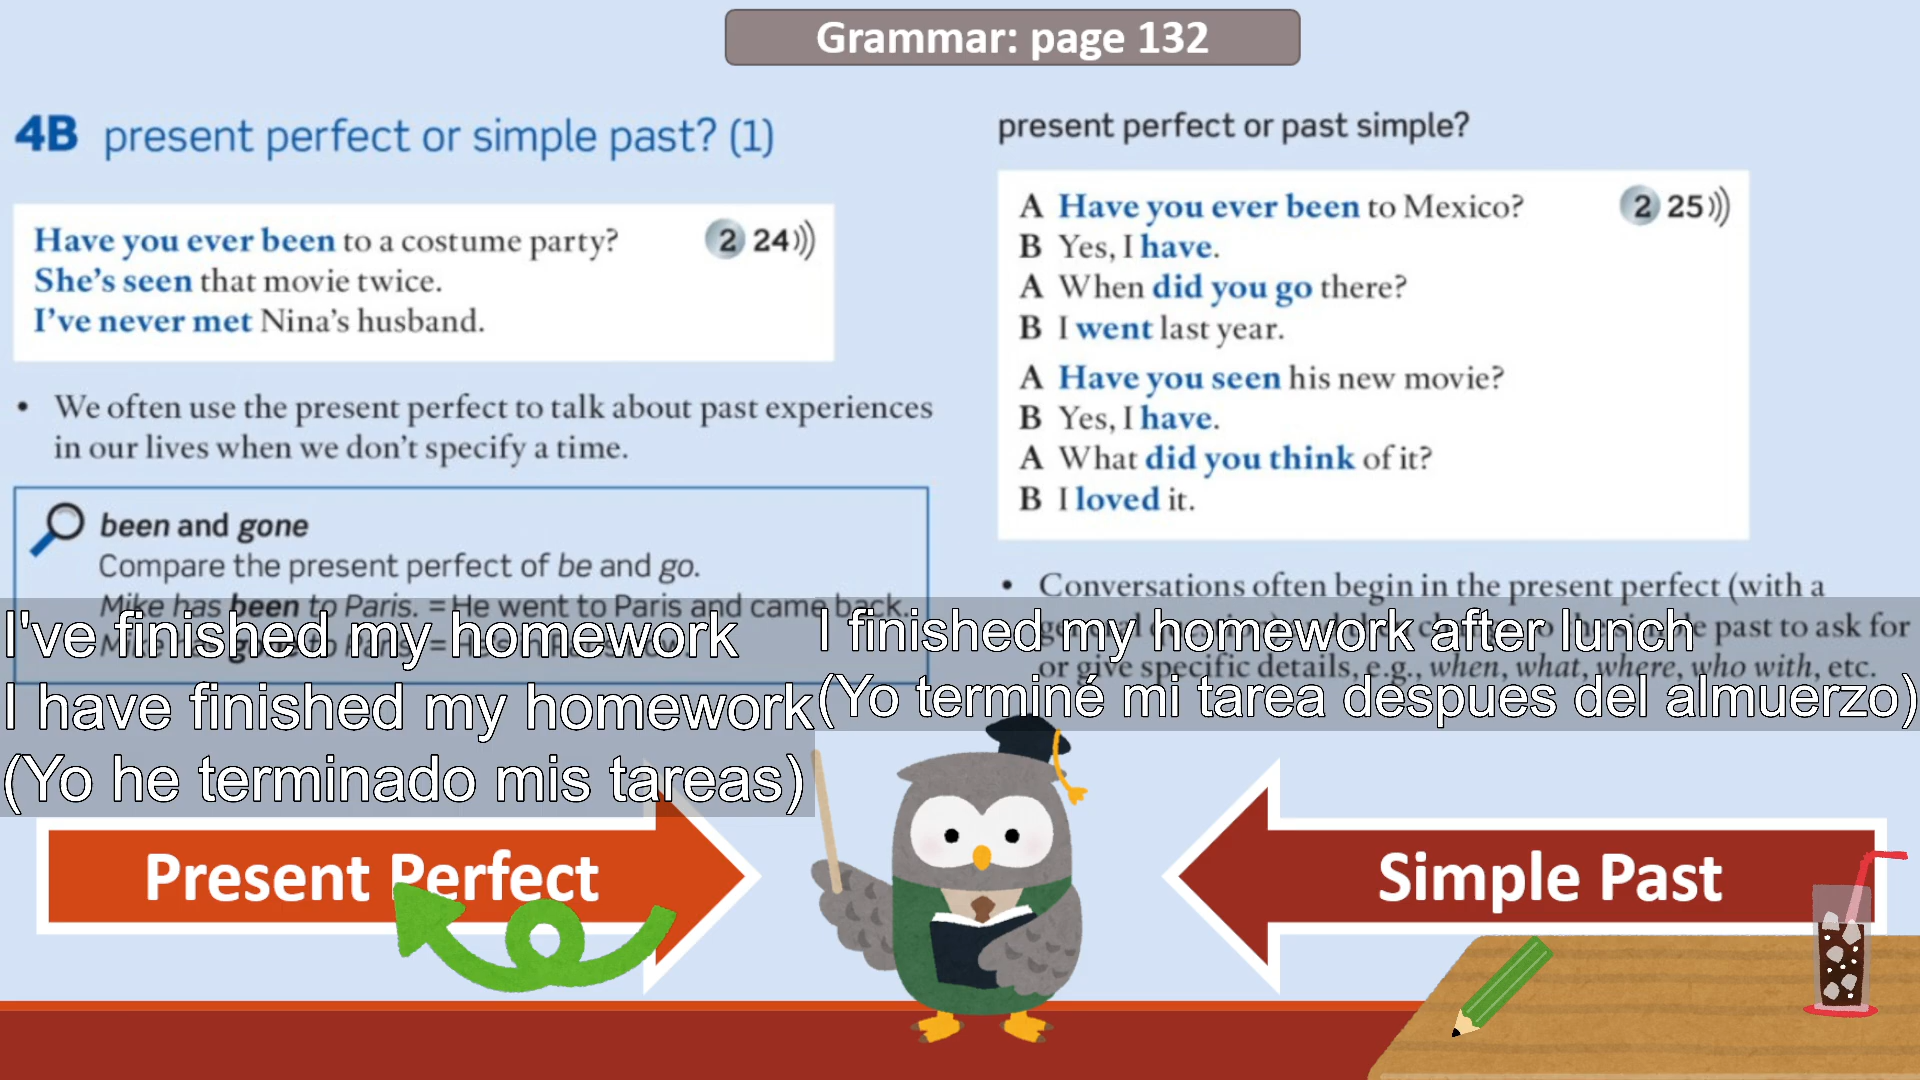 Grammar: page 132
4B present perfect or simple past? (1)
Have you ever been to a costume party?
2 24
She's seen that movie twice.
I've never met Nina's husband.
• We often use the present perfect to talk about past experiences
in our lives when we don't specify a time.
been and gone
Compare the present perfect of be and go.
Mike has been to Paris. = He went to Paris and came back.
present perfect or past simple?
A Have you ever been to Mexico?
2 25
B Yes, I have.
A When did you go there?
B I went last year.
A Have you seen his new movie?
B Yes, I have.
A What did you think of it?
B I loved it.
• Conversations often begin in the present perfect (with a
past to ask for
or give specific details, e.g., when, what, where, who with, etc.
I've finished my homework
I have finished my homework
(Yo he terminado mis tareas)
I finished my homework after lunch
(Yo terminé mi tarea despues del almuerzo)
Present Perfect
Simple Past